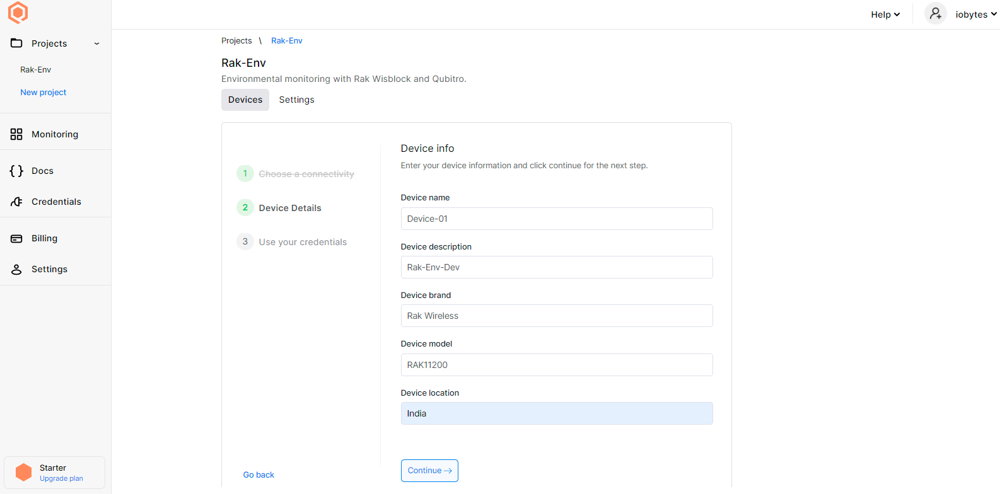 Help
iobytes
Projects
Rak-Env
New project
Monitoring
Docs
Credentials
Billing
Settings
Starter
Upgrade plan
Projects \ Rak-Env
Rak-Env
Environmental monitoring with Rak Wisblock and Qubitro.
Devices Settings
1 Choose a connectivity
2 Device Details
3 Use your credentials
Go back
Device info
Enter your device information and click continue for the next step.
Device name
Device-01
Device description
Rak-Env-Dev
Device brand
Rak Wireless
Device model
RAK11200
Device location
India
Continue →